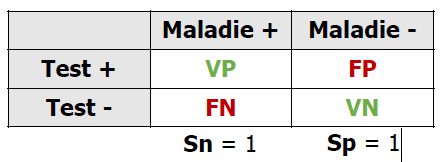 Maladie + Maladie -
Test + VP FP
Test - FN VN
Sn = 1 Sp = 1